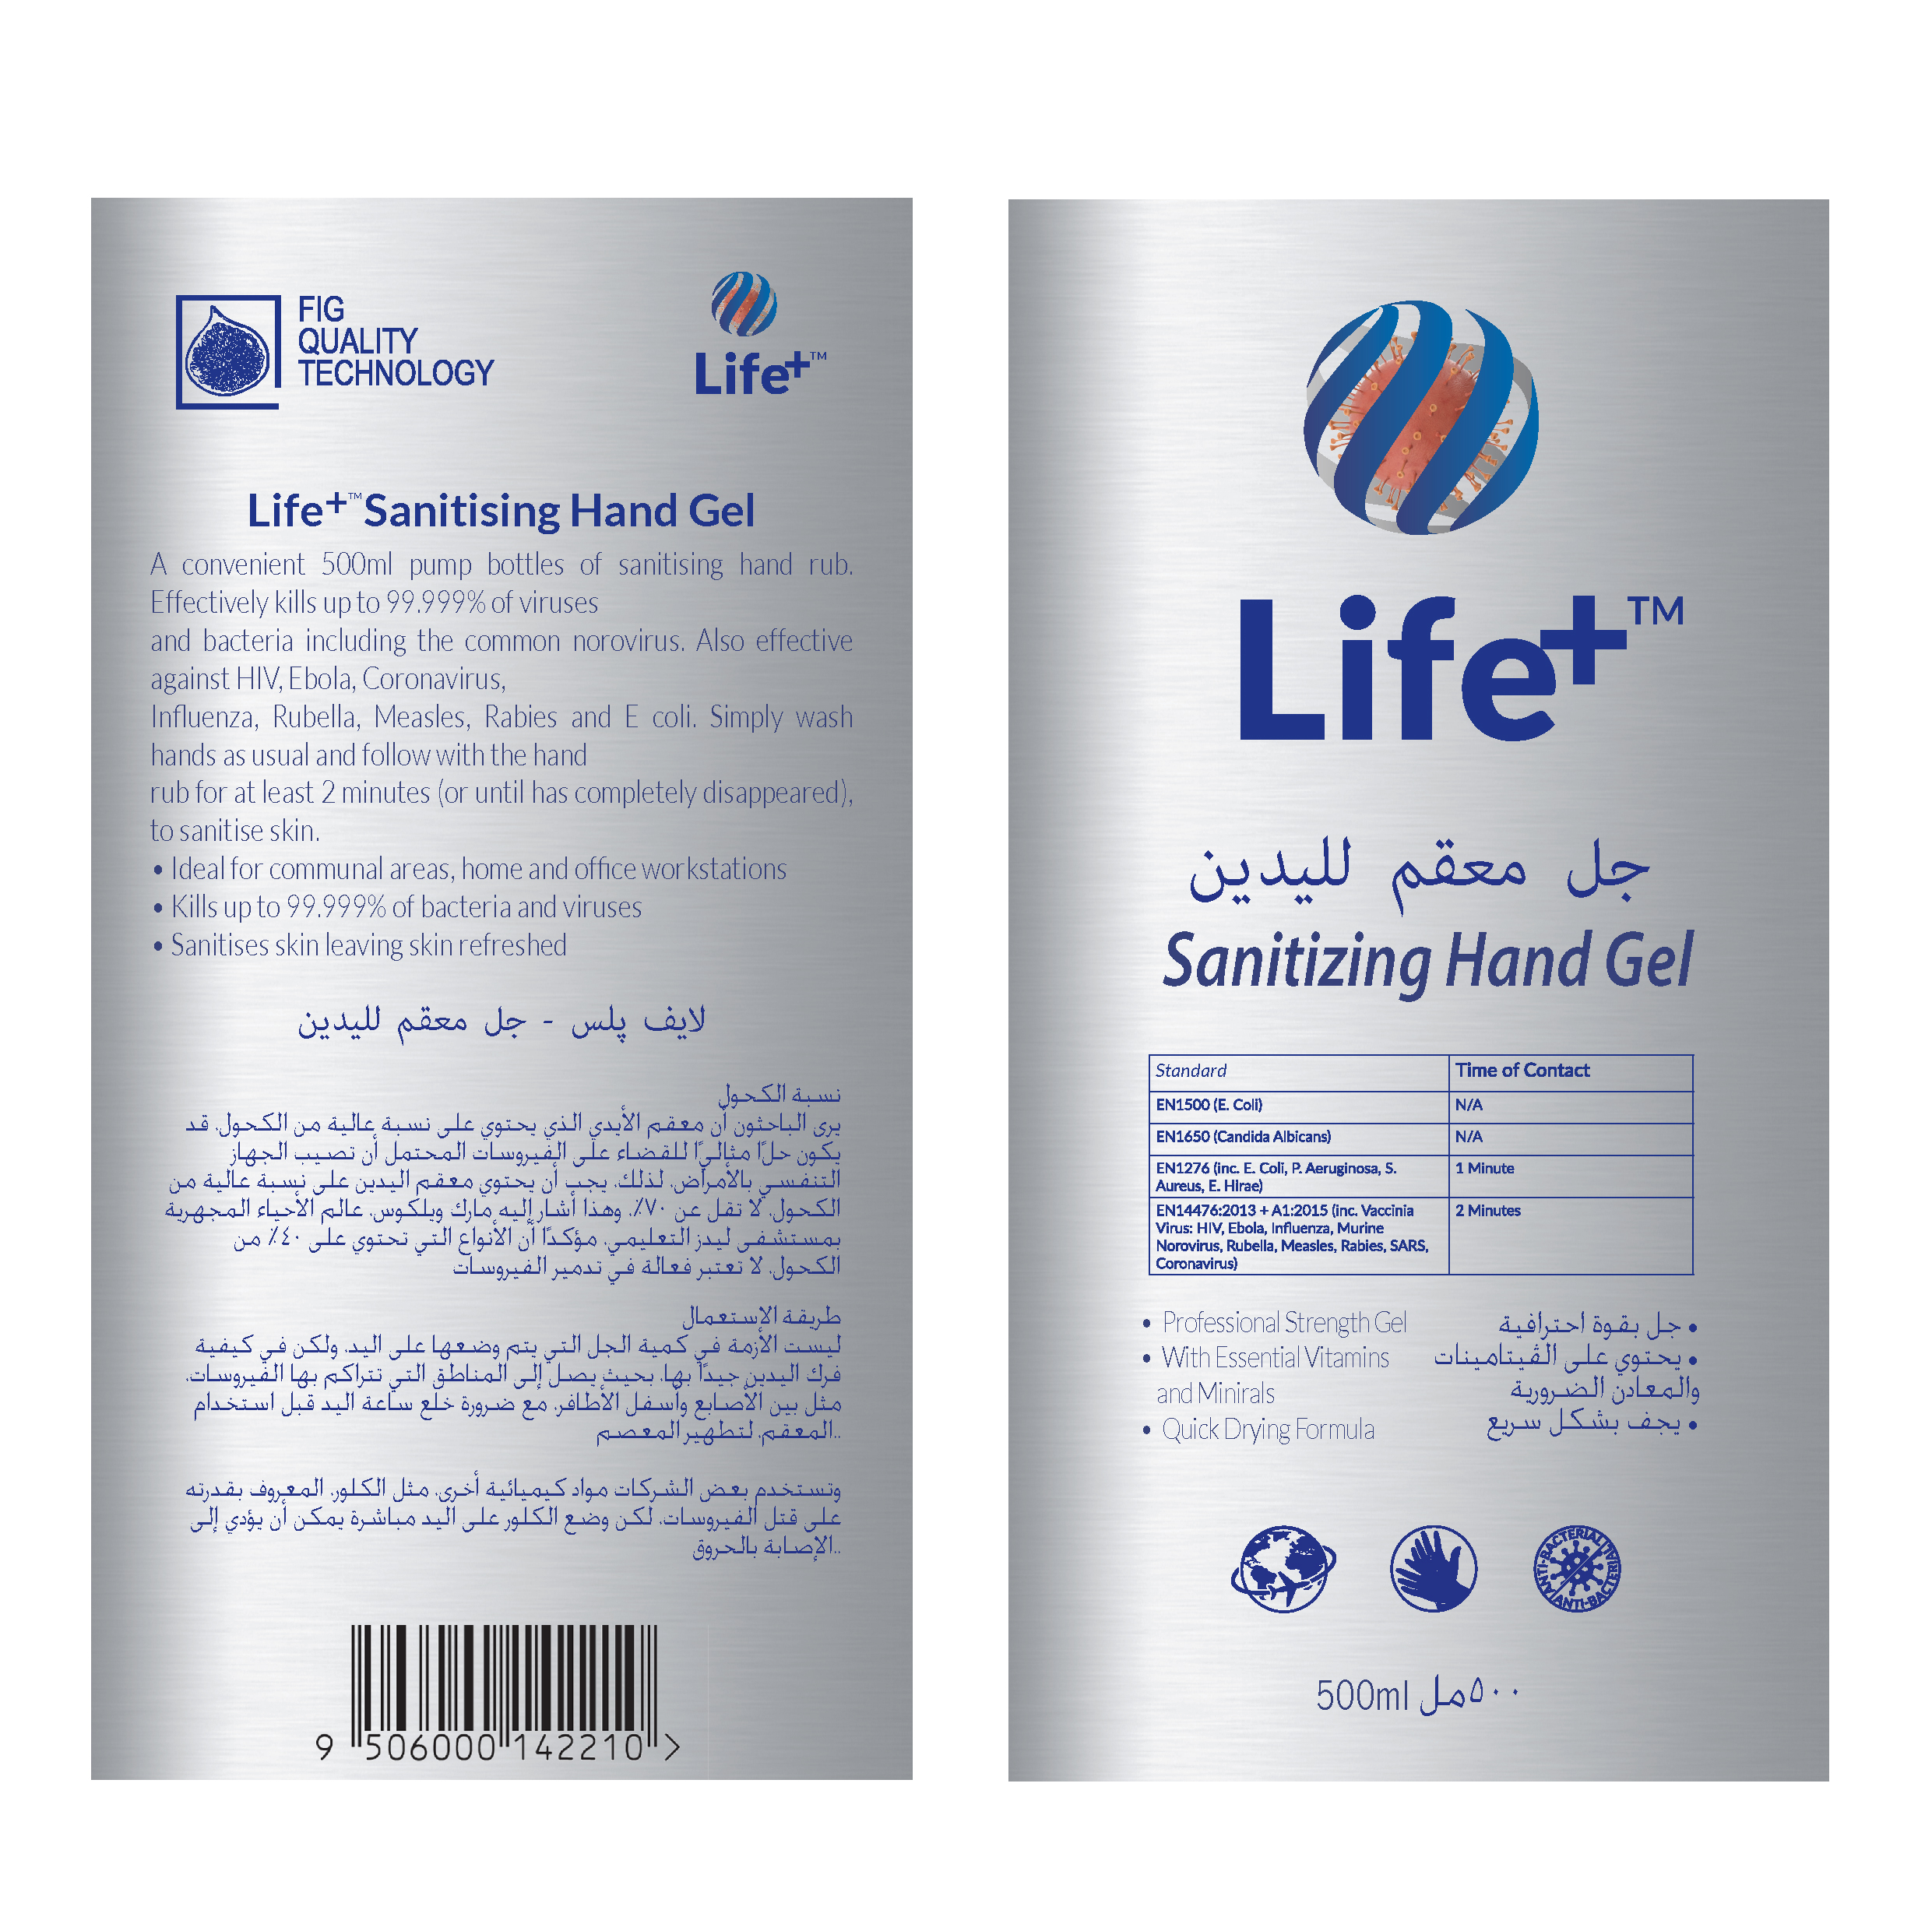 FIG
QUALITY
TECHNOLOGY
Life+™
Life+™ Sanitising Hand Gel
A convenient 500ml pump bottles of sanitising hand rub.
Effectively kills up to 99.999% of viruses
and bacteria including the common norovirus. Also effective
against HIV, Ebola, Coronavirus,
Influenza, Rubella, Measles, Rabies and E coli. Simply wash
hands as usual and follow with the hand
rub for at least 2 minutes (or until has completely disappeared),
to sanitise skin.
• Ideal for communal areas, home and office workstations
• Kills up to 99.999% of bacteria and viruses
• Sanitises skin leaving skin refreshed
لايف پلس - جل معقم لليدين
نسبة الكحول
يرى الباحثون أن معقم الأيدي الذي يحتوي على نسبة عالية من الكحول، قد
يكون حلًا مثاليًا للقضاء على الفيروسات المحتمل أن تصيب الجهاز
التنفسي بالأمراض، لذلك، يجب أن يحتوي معقم اليدين على نسبة عالية من
الكحول، لا تقل عن ٧٠٪، وهذا أشار إليه مارك ويلكوس، عالم الأحياء المجهرية
بمستشفى ليدز التعليمي، مؤكدًا أن الأنواع التي تحتوي على ٤٠٪ من
الكحول، لا تعتبر فعالة في تدمير الفيروسات
طريقة الإستعمال
ليست الأزمة في كمية الجل التي يتم وضعها على اليد، ولكن في كيفية
فرك اليدين جيدًا بها، بحيث يصل إلى المناطق التي تتراكم بها الفيروسات،
مثل بين الأصابع وأسفل الأظافر، مع ضرورة خلع ساعة اليد قبل استخدام
..المعقم، لتطهير المعصم
وتستخدم بعض الشركات مواد كيميائية أخرى، مثل الكلور، المعروف بقدرته
على قتل الفيروسات، لكن وضع الكلور على اليد مباشرة يمكن أن يؤدي إلى
..الإصابة بالحروق
9 506000 142210 >
Life+™
جل معقم لليدين
Sanitizing Hand Gel
Standard Time of Contact
EN1500 (E. Coli) N/A
EN1650 (Candida Albicans) N/A
EN1276 (inc. E. Coli, P. Aeruginosa, S. 1 Minute
Aureus, E. Hirae)
EN14476:2013 + A1:2015 (inc. Vaccinia 2 Minutes
Virus: HIV, Ebola, Influenza, Murine
Norovirus, Rubella, Measles, Rabies, SARS,
Coronavirus)
• Professional Strength Gel
• With Essential Vitamins
and Minirals
• Quick Drying Formula
• جل بقوة احترافية
• يحتوي على الڤيتامينات
والمعادن الضرورية
• يجف بشكل سريع
ANTI-BACTERIAL
ANTI-BACTERIAL
500ml ٥٠٠مل